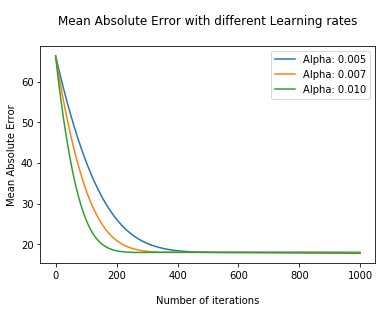 Mean Absolute Error with different Learning rates
Alpha: 0.005
Alpha: 0.007
Alpha: 0.010
Mean Absolute Error
60
50
40
30
20
0 200 400 600 800 1000
Number of iterations